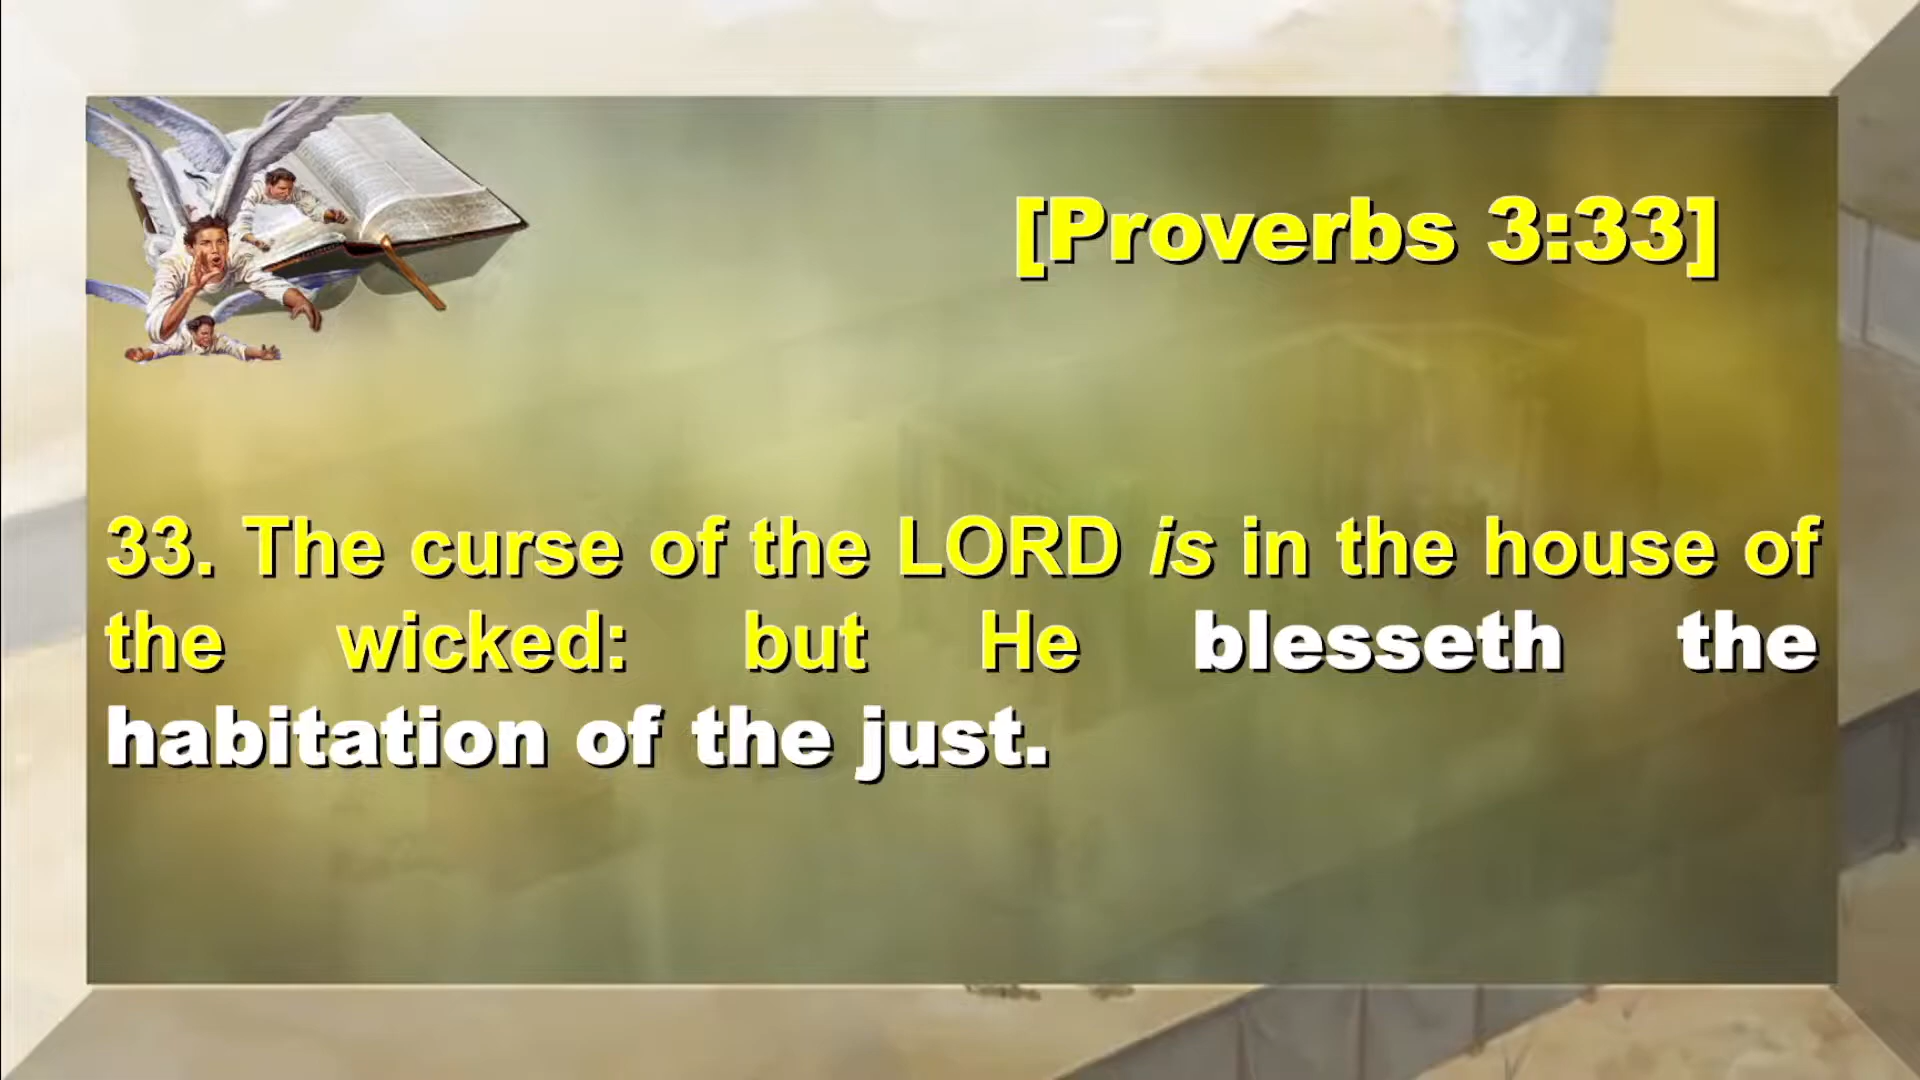 [Proverbs 3:33]
33. The curse of the LORD is in the house of
the wicked: but He blesseth the
habitation of the just.